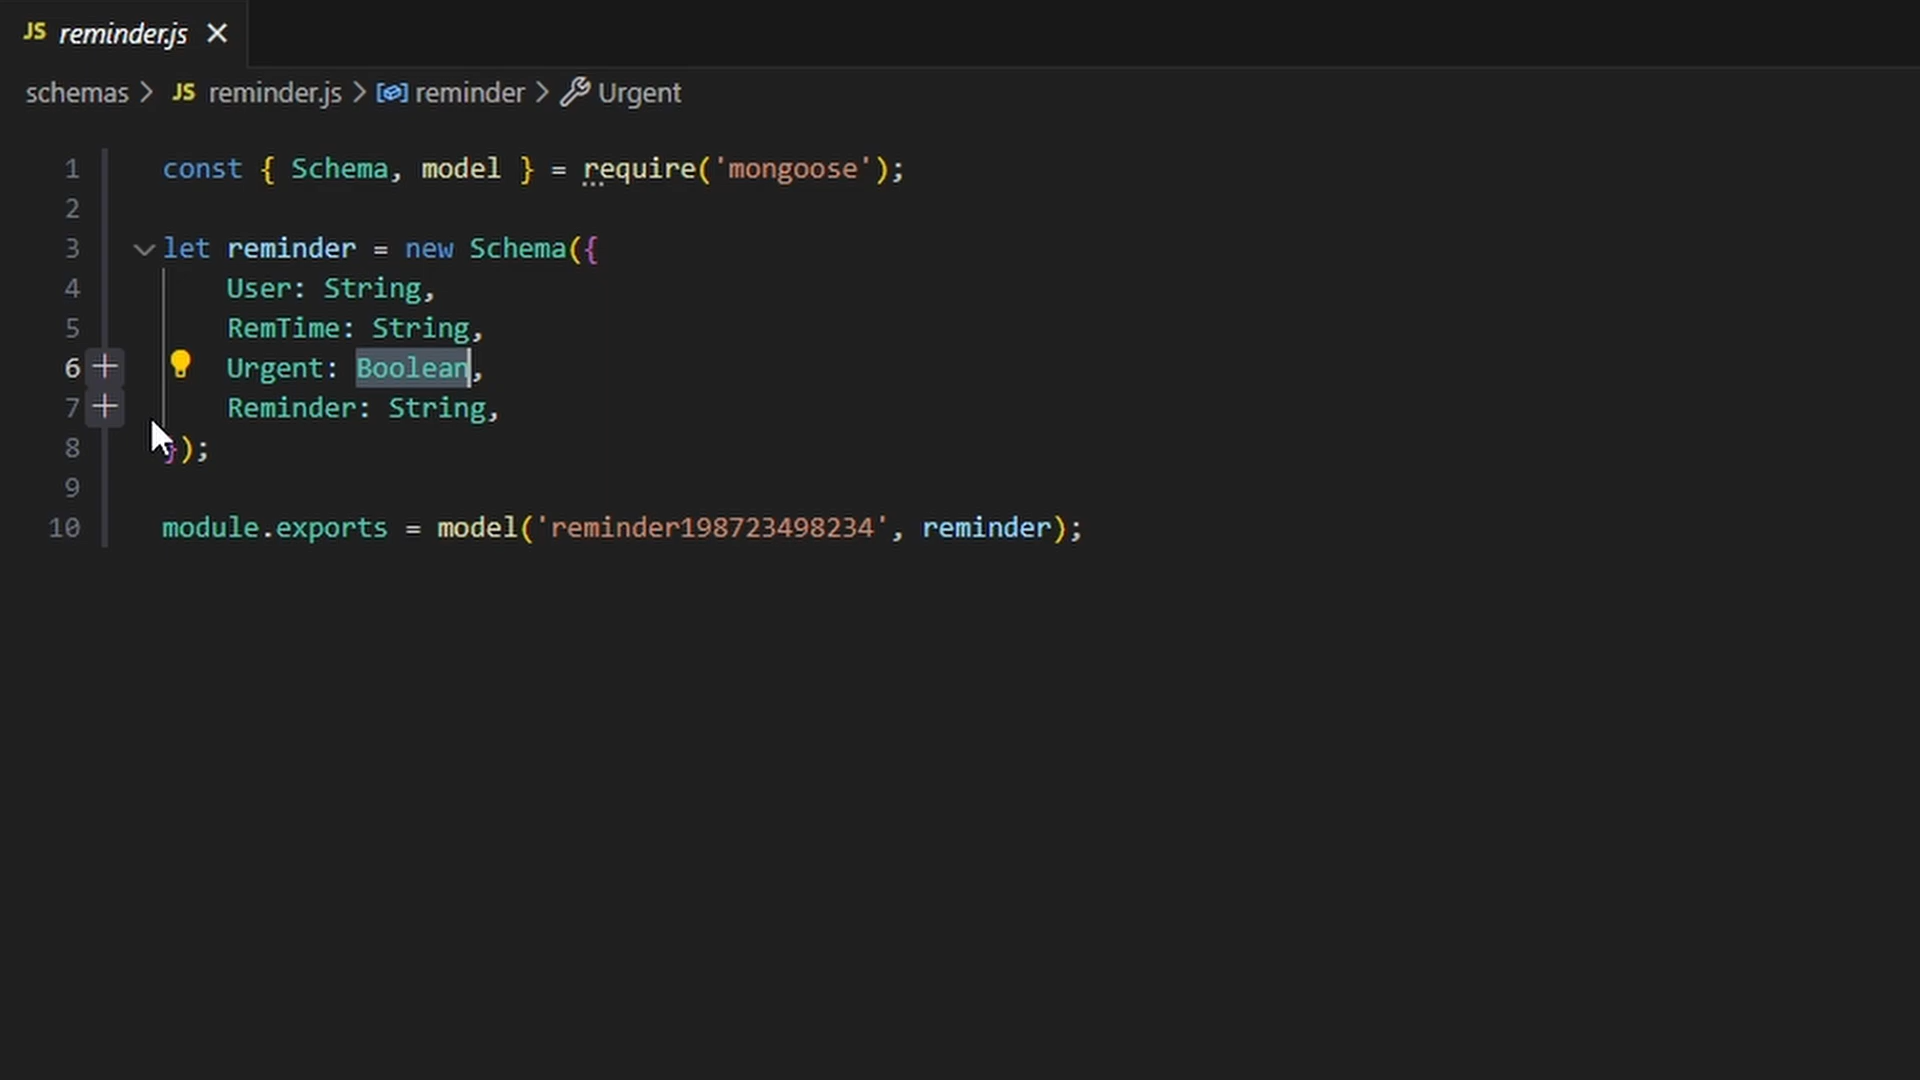 JS reminder.js
schemas > JS reminder.js > reminder > Urgent
1 const { Schema, model } = require('mongoose');
2
3 let reminder = new Schema({
4 User: String,
5 RemTime: String,
6 Urgent: Boolean,
7 Reminder: String,
8 });
9
10 module.exports = model('reminder198723498234', reminder);